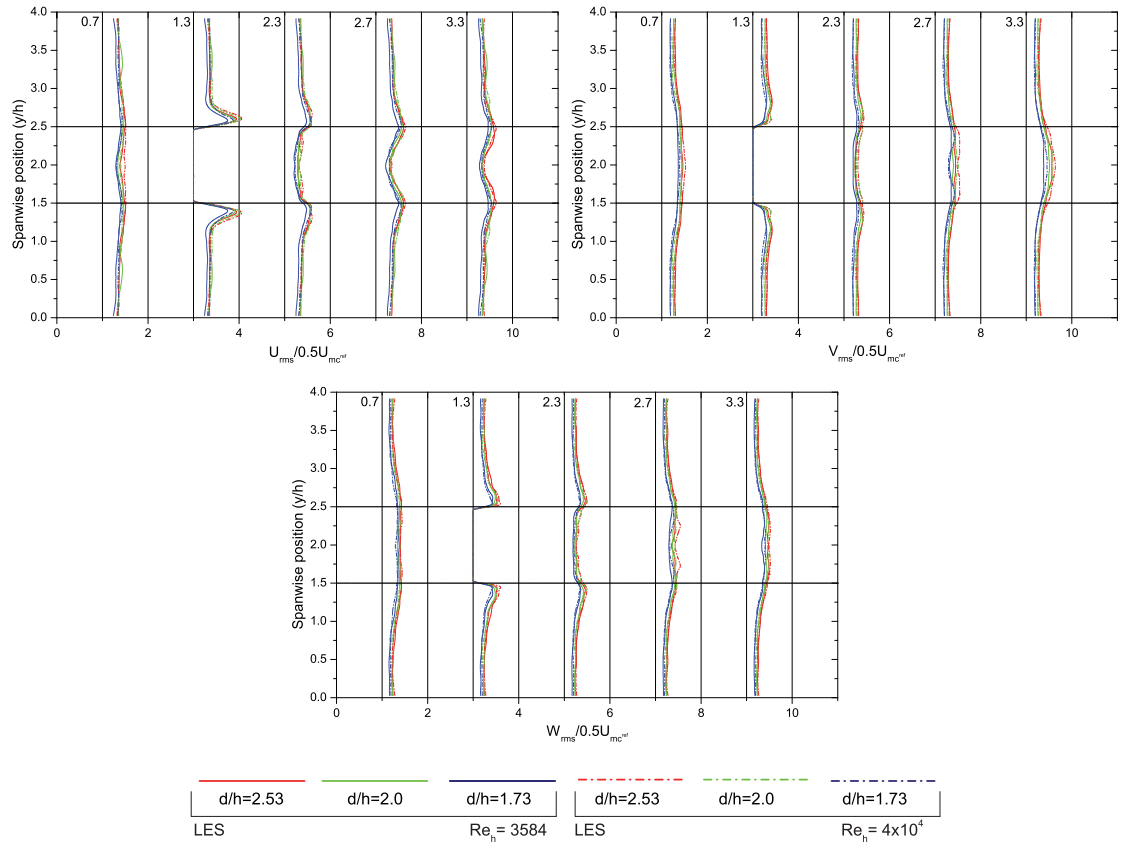 0.7 1.3 2.3 2.7 3.3
4.0
3.5
3.0
2.5
2.0
1.5
1.0
0.5
0.0
Spanwise position (y/h)
0 2 4 6 8 10
U_rms/0.5U_mc^ref
0.7 1.3 2.3 2.7 3.3
4.0
3.5
3.0
2.5
2.0
1.5
1.0
0.5
0.0
Spanwise position (y/h)
0 2 4 6 8 10
V_rms/0.5U_mc^ref
0.7 1.3 2.3 2.7 3.3
4.0
3.5
3.0
2.5
2.0
1.5
1.0
0.5
0.0
Spanwise position (y/h)
0 2 4 6 8 10
W_rms/0.5U_mc^ref
d/h=2.53 d/h=2.0 d/h=1.73 d/h=2.53 d/h=2.0 d/h=1.73
LES Re_h= 3584 LES Re_h= 4x10^4